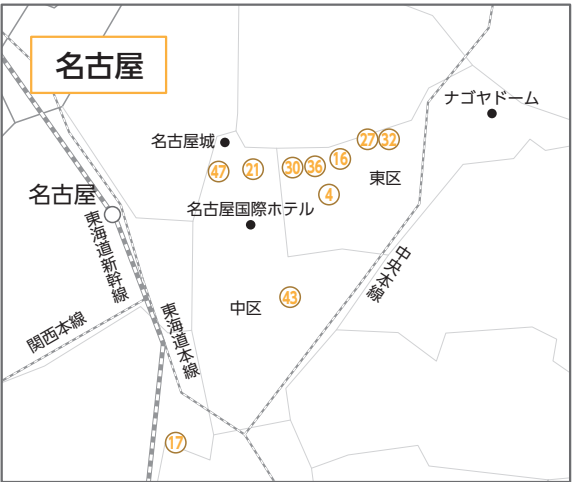 名古屋
ナゴヤドーム
名古屋城
27
32
16
47
21
30
36
東区
4
名古屋
名古屋国際ホテル
東海道新幹線
中央本線
43
中区
東海道本線
関西本線
17